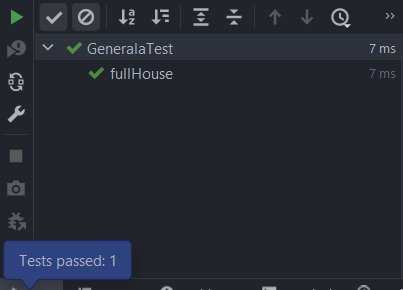 GeneralaTest 7 ms
fullHouse 7 ms
Tests passed: 1